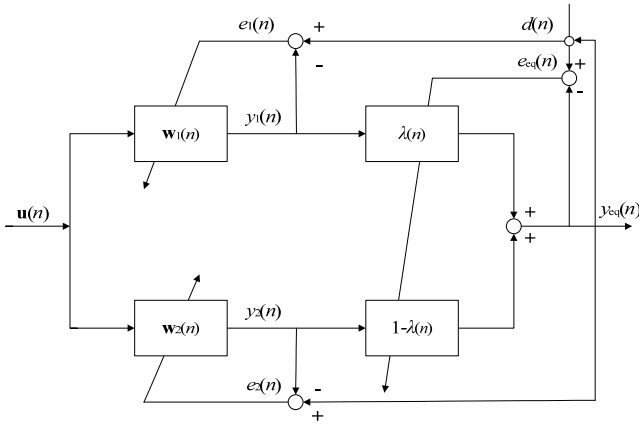 e1(n)
+
d(n)
-
eeq(n)
+
-
w1(n)
y1(n)
λ(n)
u(n)
+
+
yeq(n)
w2(n)
y2(n)
1-λ(n)
e2(n)
-
+